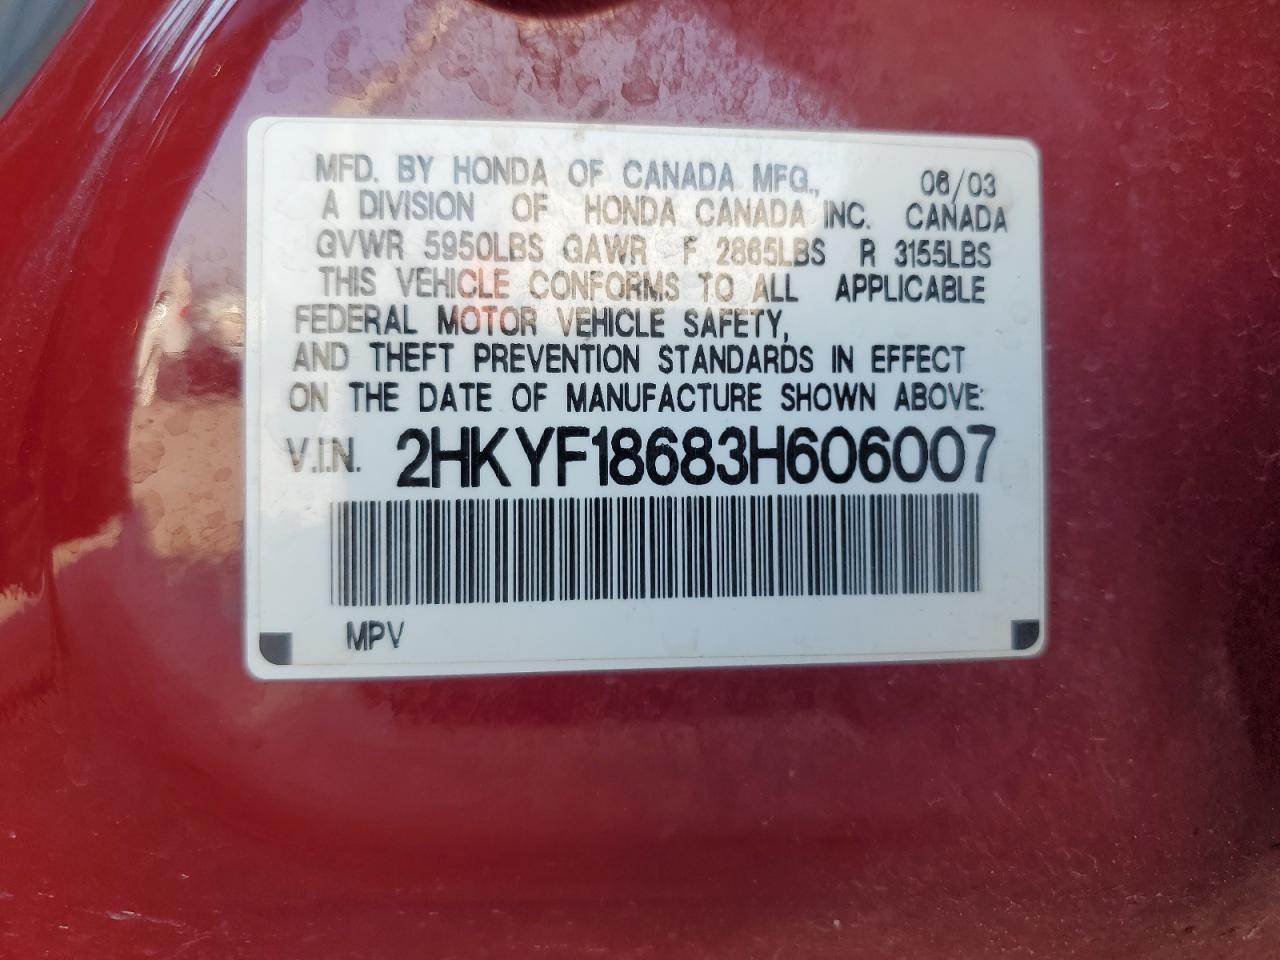 MFD. BY HONDA OF CANADA MFG., 06/03
A DIVISION OF HONDA CANADA INC. CANADA
GVWR 5950LBS GAWR F 2865LBS R 3155LBS
THIS VEHICLE CONFORMS TO ALL APPLICABLE
FEDERAL MOTOR VEHICLE SAFETY,
AND THEFT PREVENTION STANDARDS IN EFFECT
ON THE DATE OF MANUFACTURE SHOWN ABOVE:
V.I.N. 2HKYF18683H606007
MPV